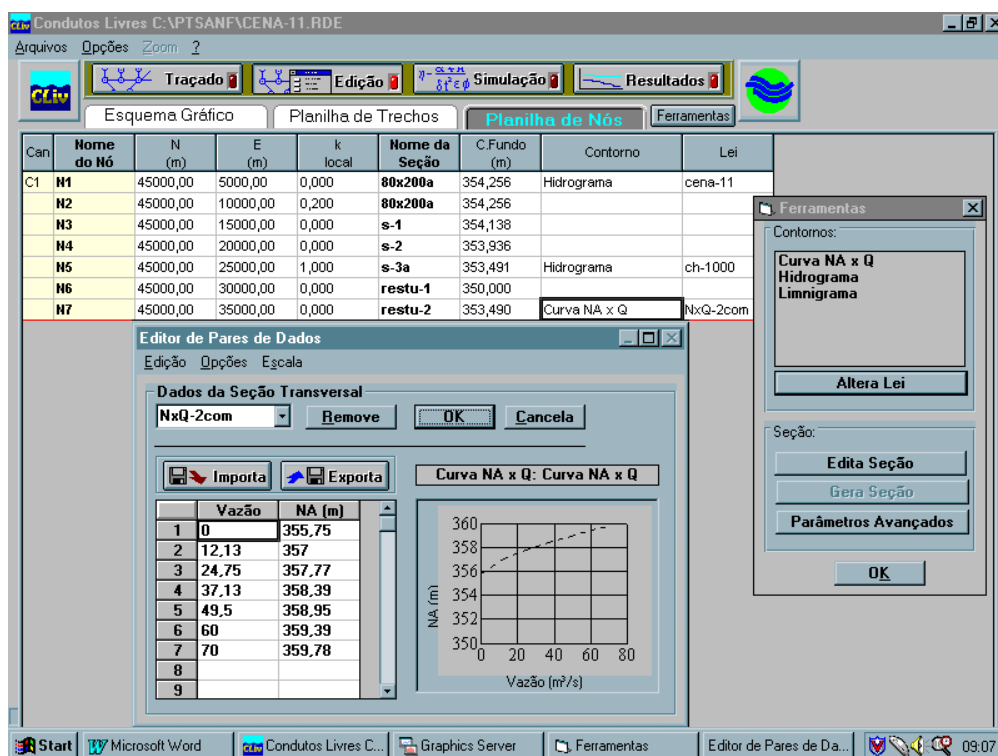 CLiv Condutos Livres C:\PTSANF\CENA-11.RDE
Arquivos Opções Zoom ?
CLiv Traçado Edição Simulação Resultados
Esquema Gráfico Planilha de Trechos Planilha de Nós Ferramentas
Can Nome do Nó N (m) E (m) k local Nome da Seção C.Fundo (m) Contorno Lei
C1 N1 45000,00 5000,00 0,000 80x200a 354,256 Hidrograma cena-11
N2 45000,00 10000,00 0,200 80x200a 354,256
N3 45000,00 15000,00 0,000 s-1 354,138
N4 45000,00 20000,00 0,000 s-2 353,936
N5 45000,00 25000,00 1,000 s-3a 353,491 Hidrograma ch-1000
N6 45000,00 30000,00 0,000 restu-1 350,000
N7 45000,00 35000,00 0,000 restu-2 353,490 Curva NA x Q NxQ-2com
Ferramentas
Contornos:
Curva NA x Q
Hidrograma
Limnigrama
Altera Lei
Seção:
Edita Seção
Gera Seção
Parâmetros Avançados
OK
Editor de Pares de Dados
Edição Opções Escala
Dados da Seção Transversal
NxQ-2com Remove OK Cancela
Importa Exporta
Curva NA x Q: Curva NA x Q
Vazão NA (m)
1 0 355,75
2 12,13 357
3 24,75 357,77
4 37,13 358,39
5 49,5 358,95
6 60 359,39
7 70 359,78
8
9
360
358
356
354
352
350
NA (m)
0 20 40 60 80
Vazão (m³/s)
Start Microsoft Word CLiv Condutos Livres C... Graphics Server Ferramentas Editor de Pares de Da... 09:07